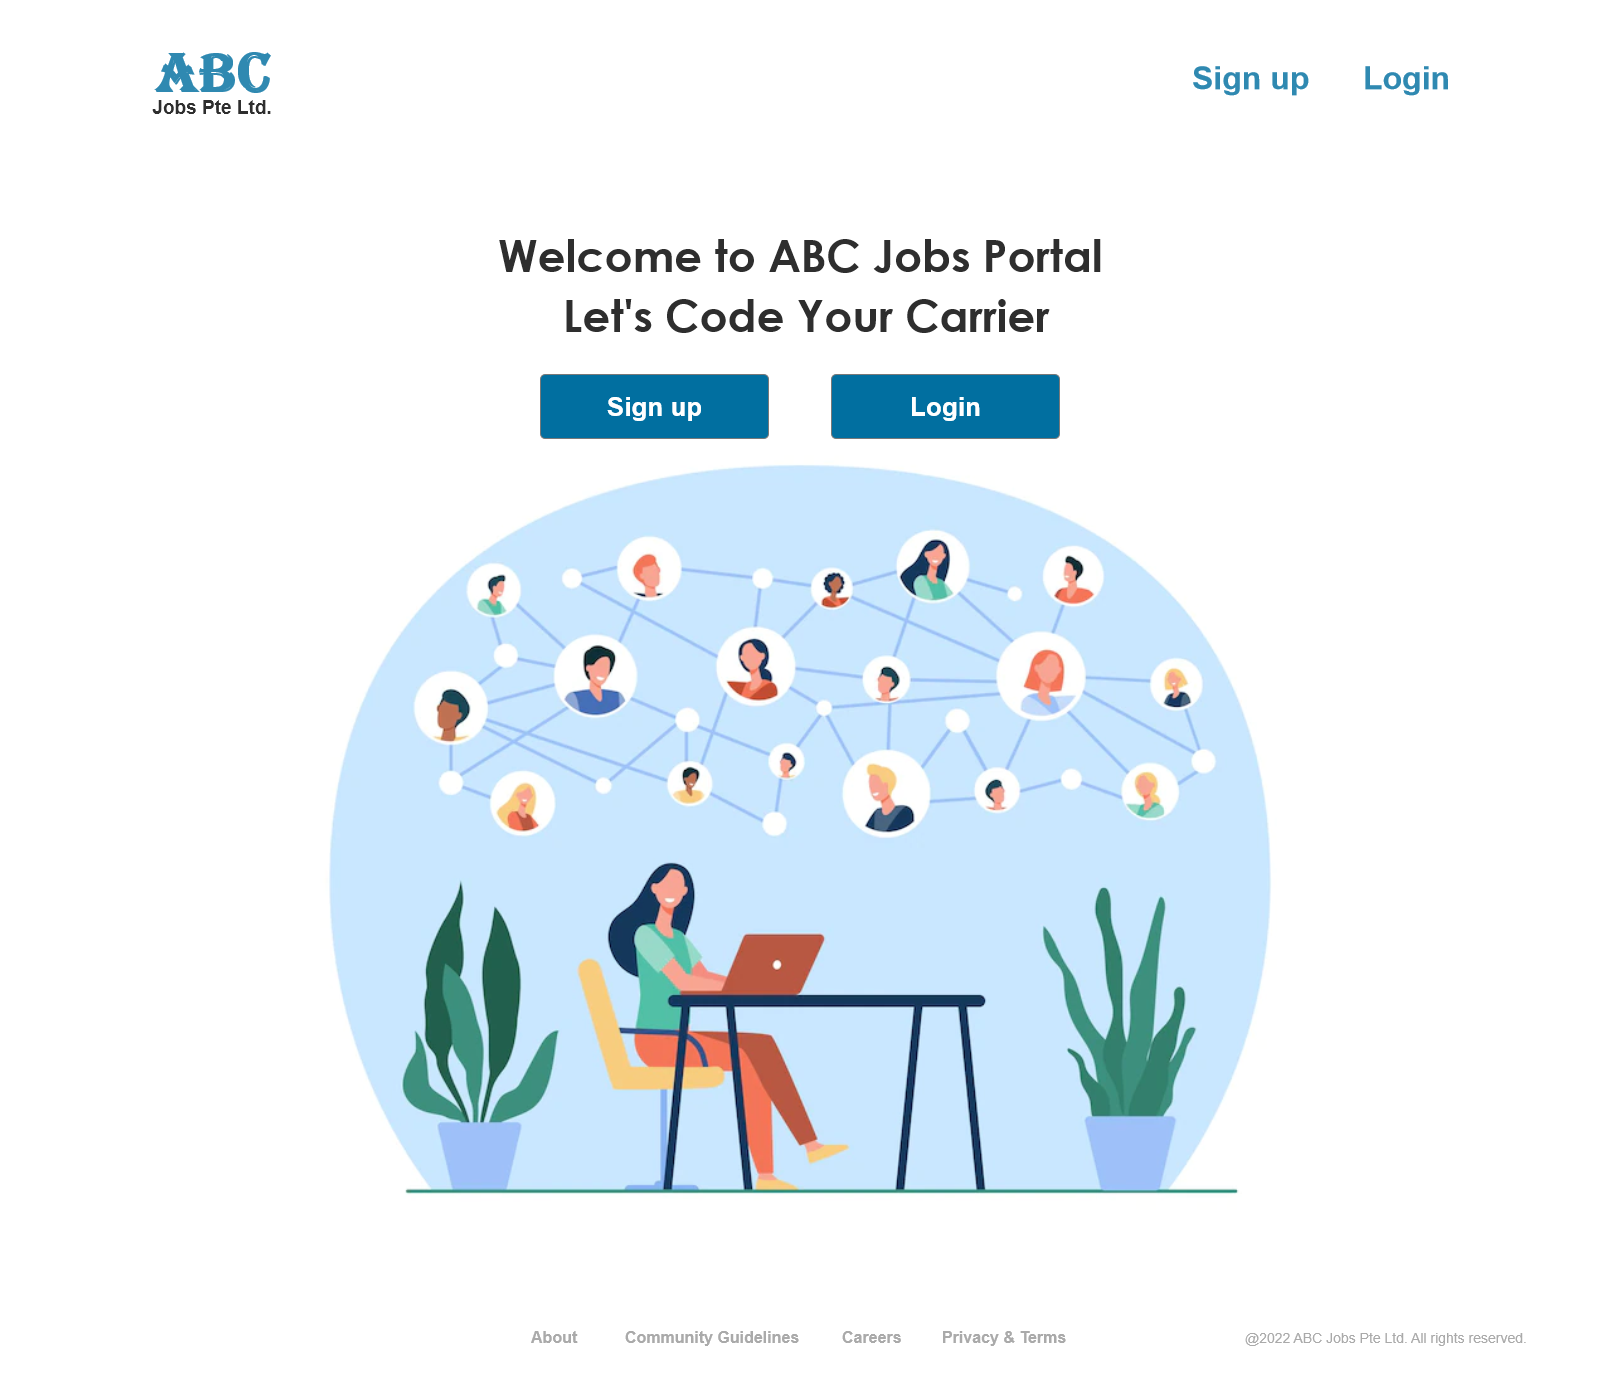 ABC
Jobs Pte Ltd.
Sign up Login
Welcome to ABC Jobs Portal
Let's Code Your Carrier
Sign up Login
About Community Guidelines Careers Privacy & Terms @2022 ABC Jobs Pte Ltd. All rights reserved.